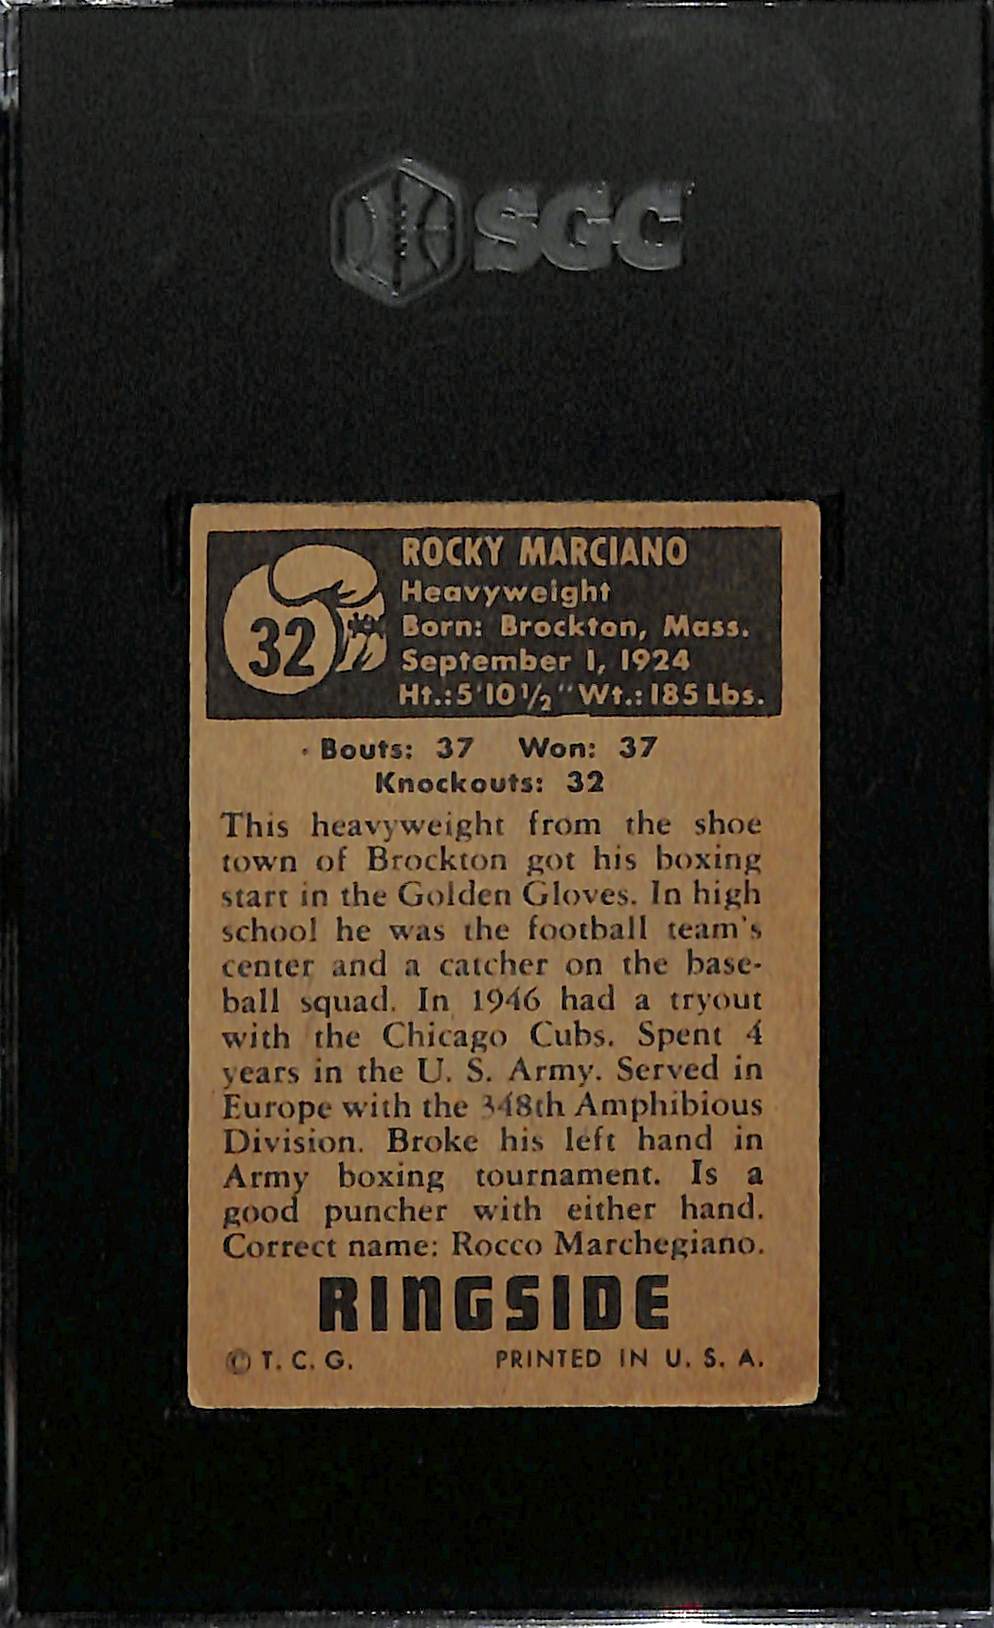 SGC
32
ROCKY MARCIANO
Heavyweight
Born: Brockton, Mass.
September 1, 1924
Ht.:5'10½" Wt.:185 Lbs.
Bouts: 37 Won: 37
Knockouts: 32
This heavyweight from the shoe
town of Brockton got his boxing
start in the Golden Gloves. In high
school he was the football team's
center and a catcher on the base-
ball squad. In 1946 had a tryout
with the Chicago Cubs. Spent 4
years in the U. S. Army. Served in
Europe with the 348th Amphibious
Division. Broke his left hand in
Army boxing tournament. Is a
good puncher with either hand.
Correct name: Rocco Marchegiano.
RINGSIDE
© T. C. G. PRINTED IN U. S. A.